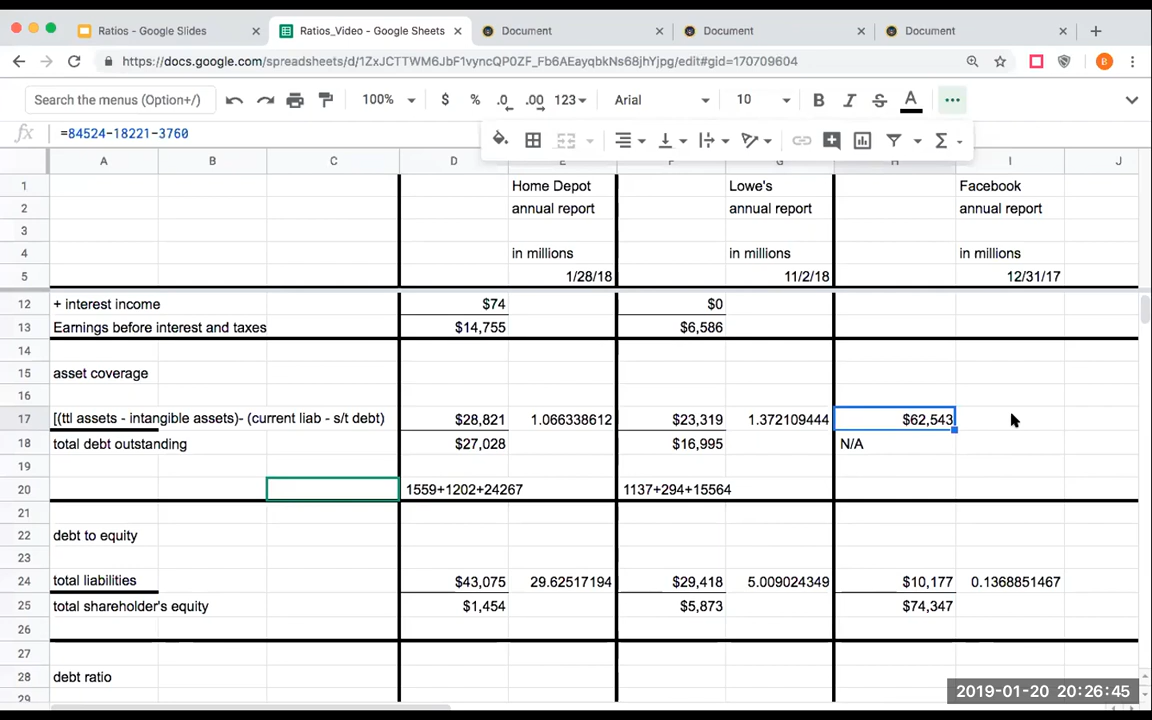 Ratios - Google Slides Ratios_Video - Google Sheets Document Document Document
https://docs.google.com/spreadsheets/d/1ZxJCTTWM6JbF1vyncQP0ZF_Fb6AEayqbkNs68jhYjpg/edit#gid=170709604 B
Search the menus (Option+/) 100% $ % .0 .00 123 Arial 10 B I S A
fx =84524-18221-3760
A B C D E F G H I J
1 Home Depot Lowe's Facebook
2 annual report annual report annual report
3
4 in millions in millions in millions
5 1/28/18 11/2/18 12/31/17
12 + interest income $74 $0
13 Earnings before interest and taxes $14,755 $6,586
14
15 asset coverage
16
17 [(ttl assets - intangible assets)- (current liab - s/t debt) $28,821 1.066338612 $23,319 1.372109444 $62,543
18 total debt outstanding $27,028 $16,995 N/A
19
20 1559+1202+24267 1137+294+15564
21
22 debt to equity
23
24 total liabilities $43,075 29.62517194 $29,418 5.009024349 $10,177 0.1368851467
25 total shareholder's equity $1,454 $5,873 $74,347
26
27
28 debt ratio
29
2019-01-20 20:26:45